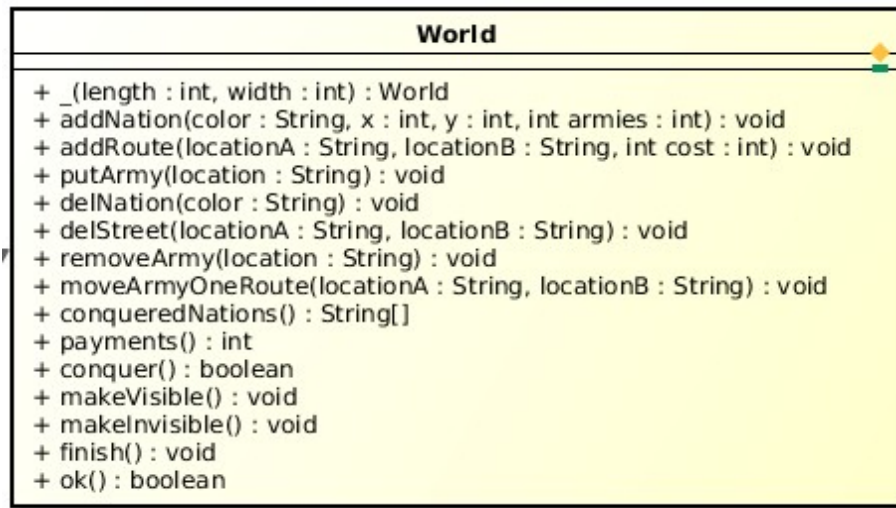 World
+ _(length : int, width : int) : World
+ addNation(color : String, x : int, y : int, int armies : int) : void
+ addRoute(locationA : String, locationB : String, int cost : int) : void
+ putArmy(location : String) : void
+ delNation(color : String) : void
+ delStreet(locationA : String, locationB : String) : void
+ removeArmy(location : String) : void
+ moveArmyOneRoute(locationA : String, locationB : String) : void
+ conqueredNations() : String[]
+ payments() : int
+ conquer() : boolean
+ makeVisible() : void
+ makeInvisible() : void
+ finish() : void
+ ok() : boolean